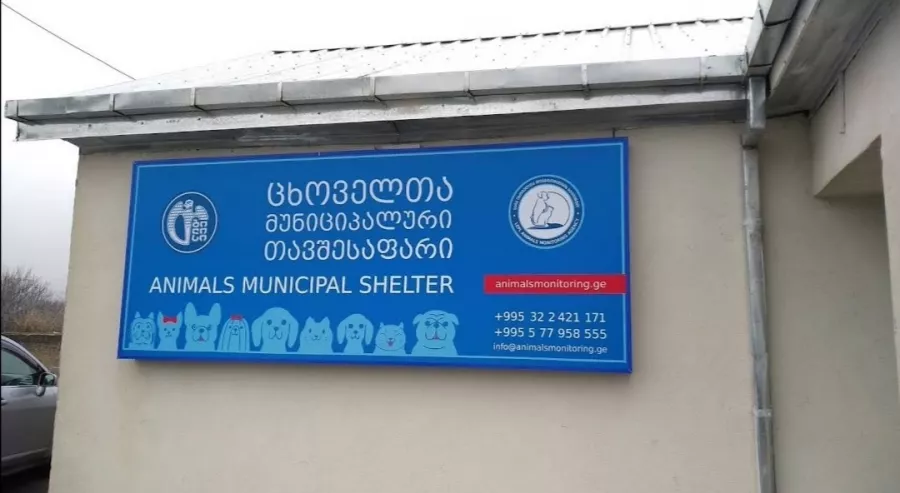 ცხოველთა
მუნიციპალური
თავშესაფარი
ANIMALS MUNICIPAL SHELTER
animalsmonitoring.ge
+995 32 2 421 171
+995 5 77 958 555
info@animalsmonitoring.ge